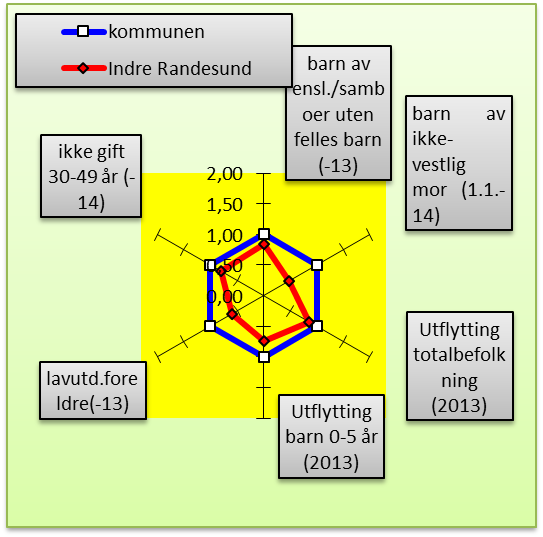 kommunen
Indre Randesund
barn av
ensl./samb
oer uten
felles barn
(-13)
barn av
ikke-
vestlig
mor (1.1.-
14)
ikke gift
30-49 år (-
14)
2,00
1,50
1,00
0,50
0,00
Utflytting
totalbefolk
ning
(2013)
lavutd.fore
ldre(-13)
Utflytting
barn 0-5 år
(2013)